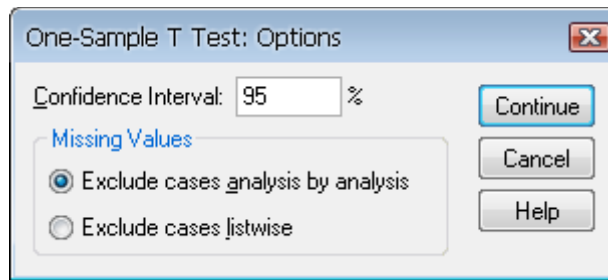 One-Sample T Test: Options
Confidence Interval: 95 %
Continue
Missing Values
Cancel
Exclude cases analysis by analysis
Help
Exclude cases listwise